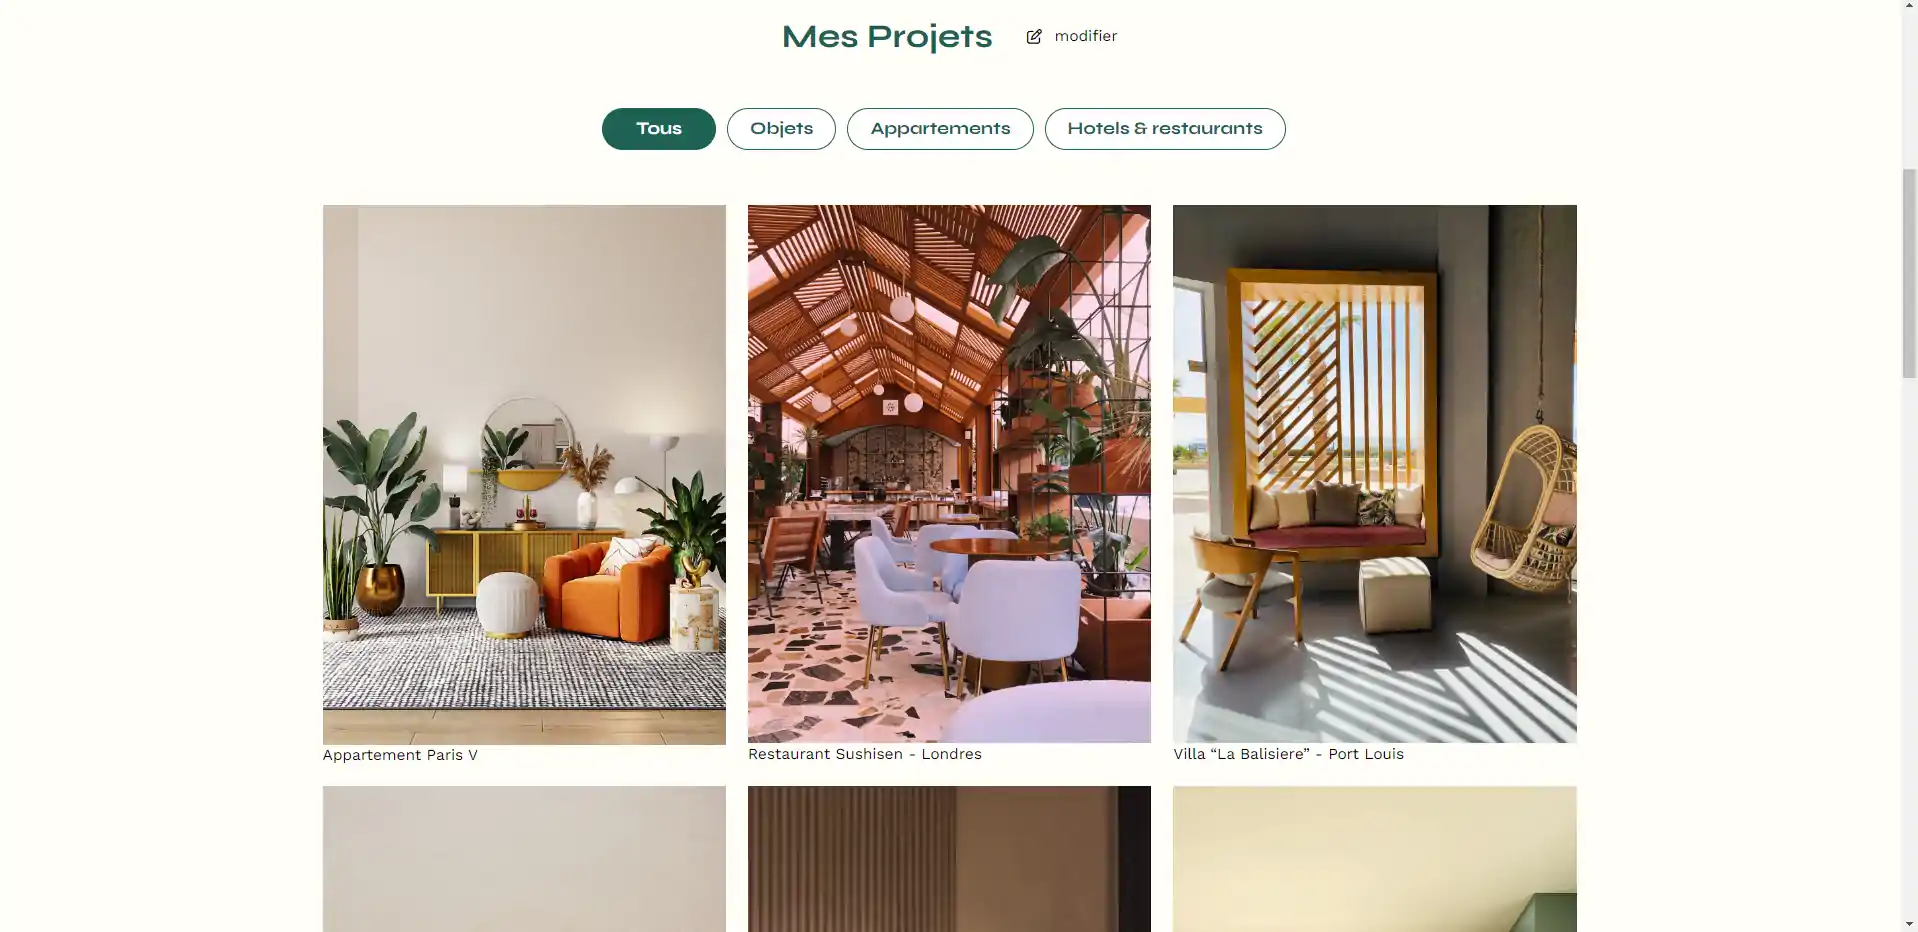 Mes Projets modifier
Tous Objets Appartements Hotels & restaurants
Appartement Paris V
Restaurant Sushisen - Londres
Villa “La Balisiere” - Port Louis